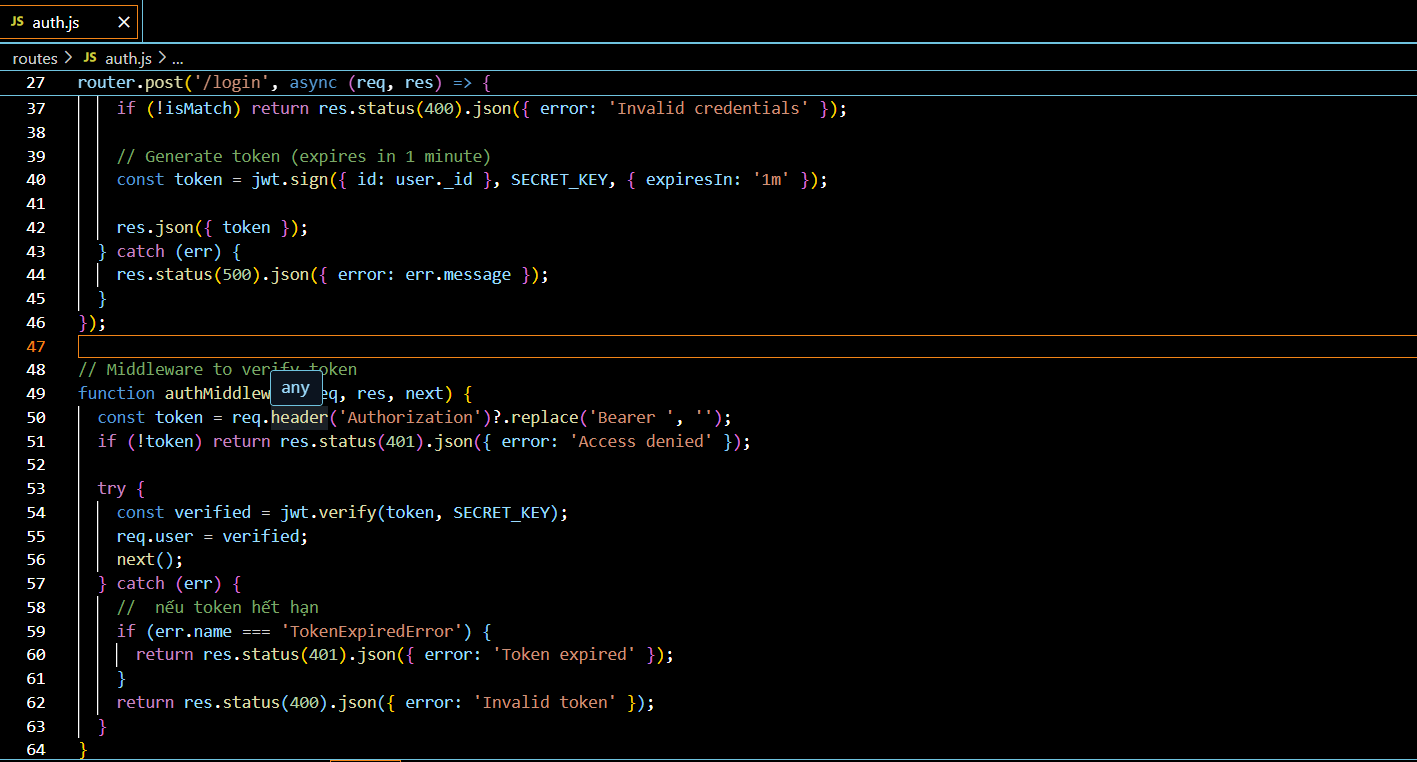 JS auth.js ×
routes > JS auth.js > ...
27 router.post('/login', async (req, res) => {
37 if (!isMatch) return res.status(400).json({ error: 'Invalid credentials' });
38
39 // Generate token (expires in 1 minute)
40 const token = jwt.sign({ id: user._id }, SECRET_KEY, { expiresIn: '1m' });
41
42 res.json({ token });
43 } catch (err) {
44 res.status(500).json({ error: err.message });
45 }
46 });
47
48 // Middleware to verify token
any
49 function authMiddlew q, res, next) {
50 const token = req.header('Authorization')?.replace('Bearer ', '');
51 if (!token) return res.status(401).json({ error: 'Access denied' });
52
53 try {
54 const verified = jwt.verify(token, SECRET_KEY);
55 req.user = verified;
56 next();
57 } catch (err) {
58 //  nếu token hết hạn
59 if (err.name === 'TokenExpiredError') {
60 return res.status(401).json({ error: 'Token expired' });
61 }
62 return res.status(400).json({ error: 'Invalid token' });
63 }
64 }